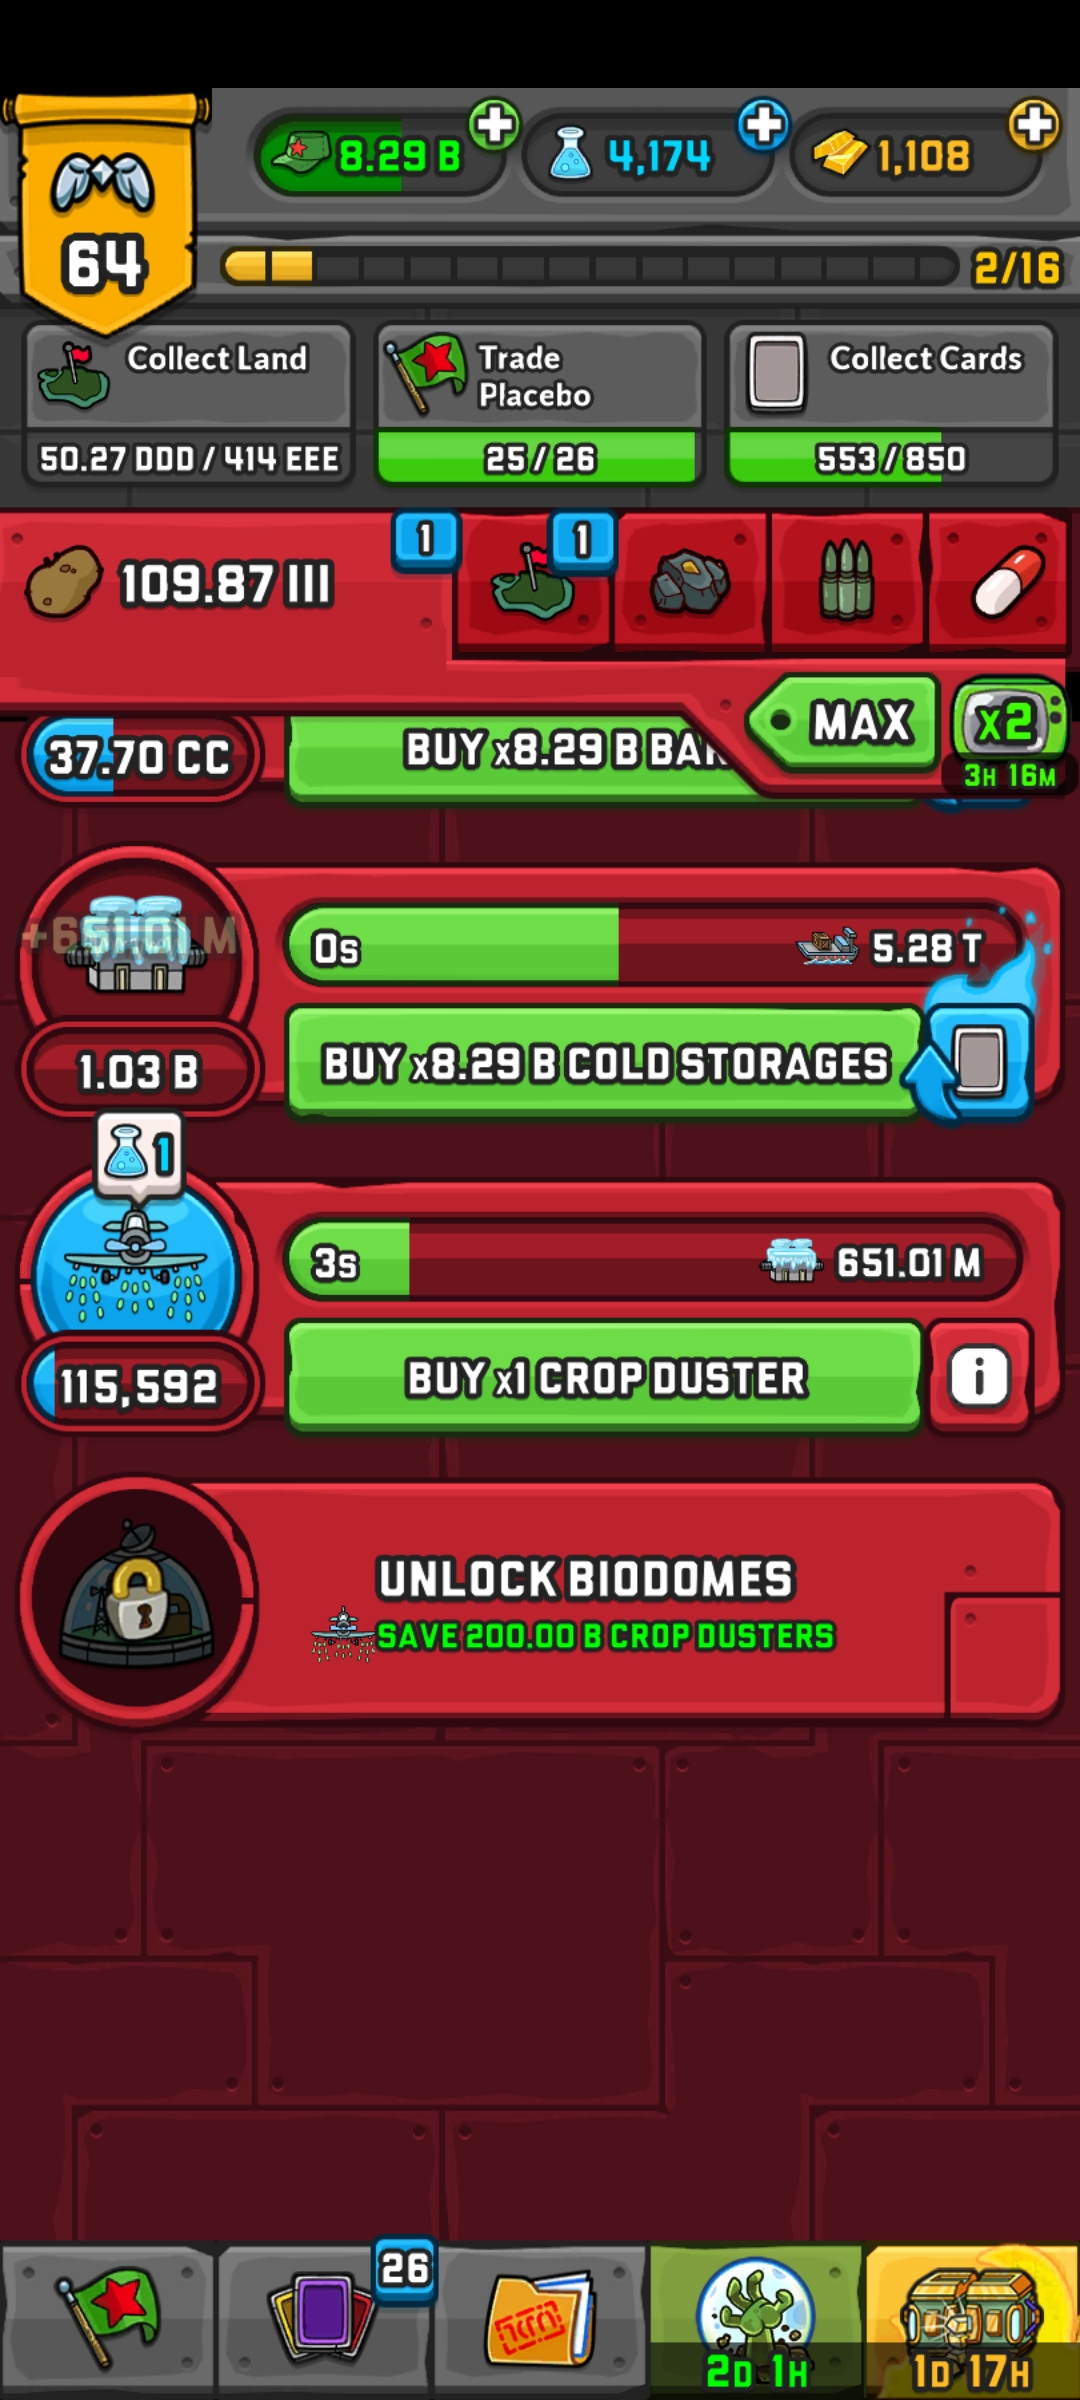 8.29 B
4,174
1,108
64
2/16
Collect Land
50.27 DDD / 414 EEE
Trade
Placebo
25 / 26
Collect Cards
553 / 850
109.87 III
1
1
MAX
X2
3H 16M
37.70 CC
BUY x8.29 B BAR
+651.01 M
0s
5.28 T
1.03 B
BUY x8.29 B COLD STORAGES
1
3s
651.01 M
115,592
BUY x1 CROP DUSTER
i
UNLOCK BIODOMES
SAVE 200.00 B CROP DUSTERS
26
2D 1H
1D 17H